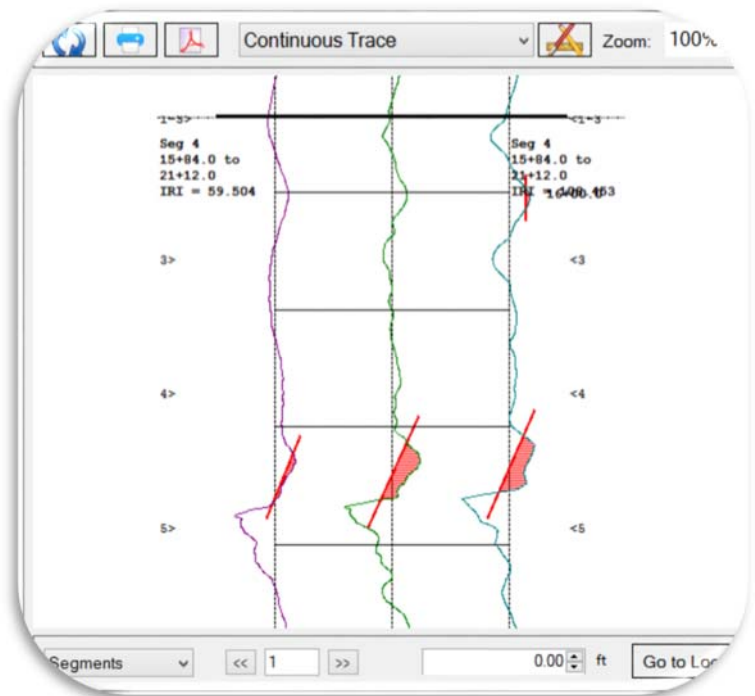 Continuous Trace Zoom: 100%
1-3> <1-3
Seg 4 Seg 4
15+84.0 to 15+84.0 to
21+12.0 21+12.0
IRI = 59.504 IRI =
3> <3
4> <4
5> <5
Segments << 1 >> 0.00 ft Go to Loc